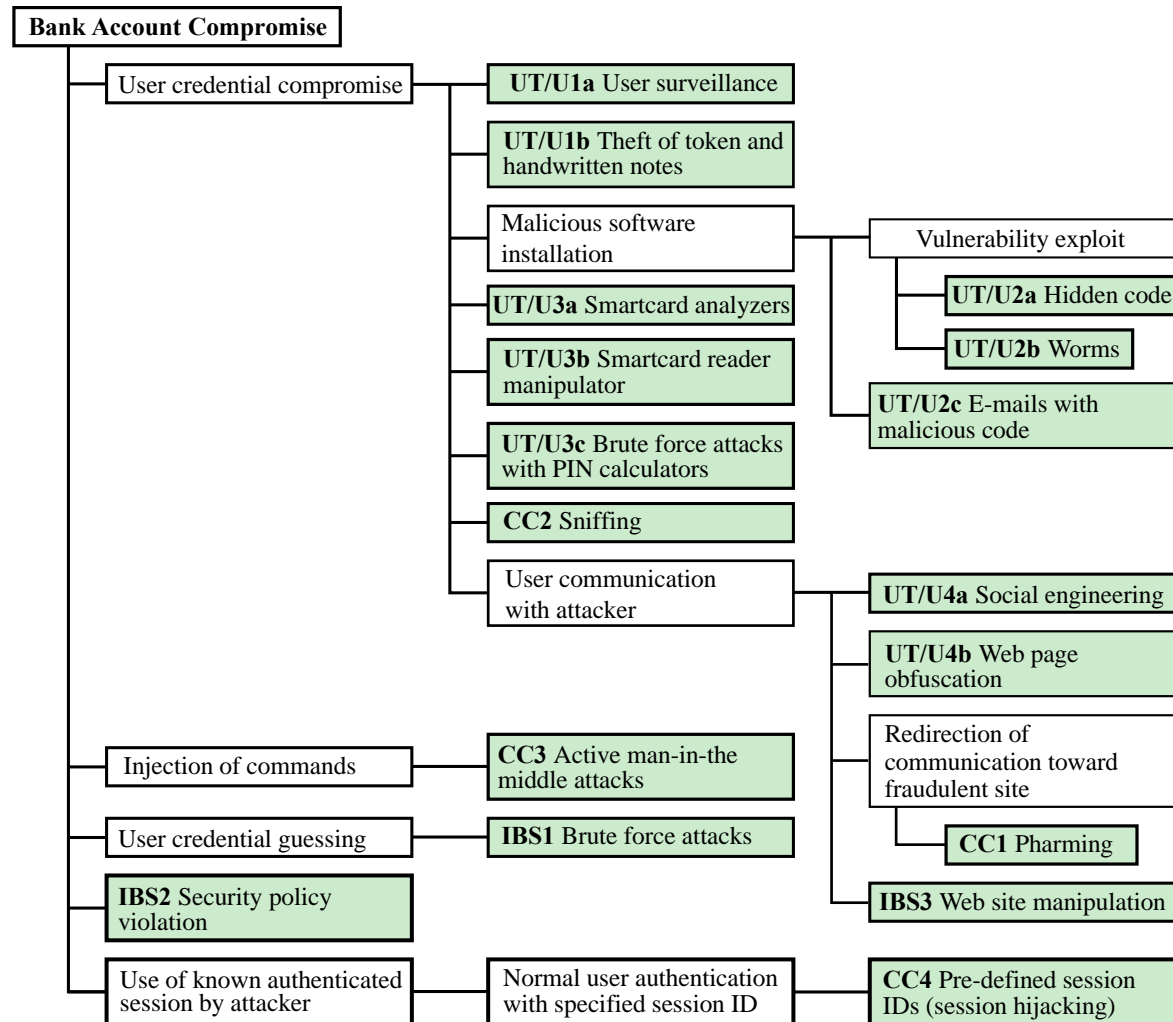 Bank Account Compromise
User credential compromise
UT/U1a User surveillance
UT/U1b Theft of token and
handwritten notes
Malicious software
installation
Vulnerability exploit
UT/U2a Hidden code
UT/U2b Worms
UT/U2c E-mails with
malicious code
UT/U3a Smartcard analyzers
UT/U3b Smartcard reader
manipulator
UT/U3c Brute force attacks
with PIN calculators
CC2 Sniffing
User communication
with attacker
UT/U4a Social engineering
UT/U4b Web page
obfuscation
Redirection of
communication toward
fraudulent site
CC1 Pharming
IBS3 Web site manipulation
Injection of commands
CC3 Active man-in-the
middle attacks
User credential guessing
IBS1 Brute force attacks
IBS2 Security policy
violation
Use of known authenticated
session by attacker
Normal user authentication
with specified session ID
CC4 Pre-defined session
IDs (session hijacking)